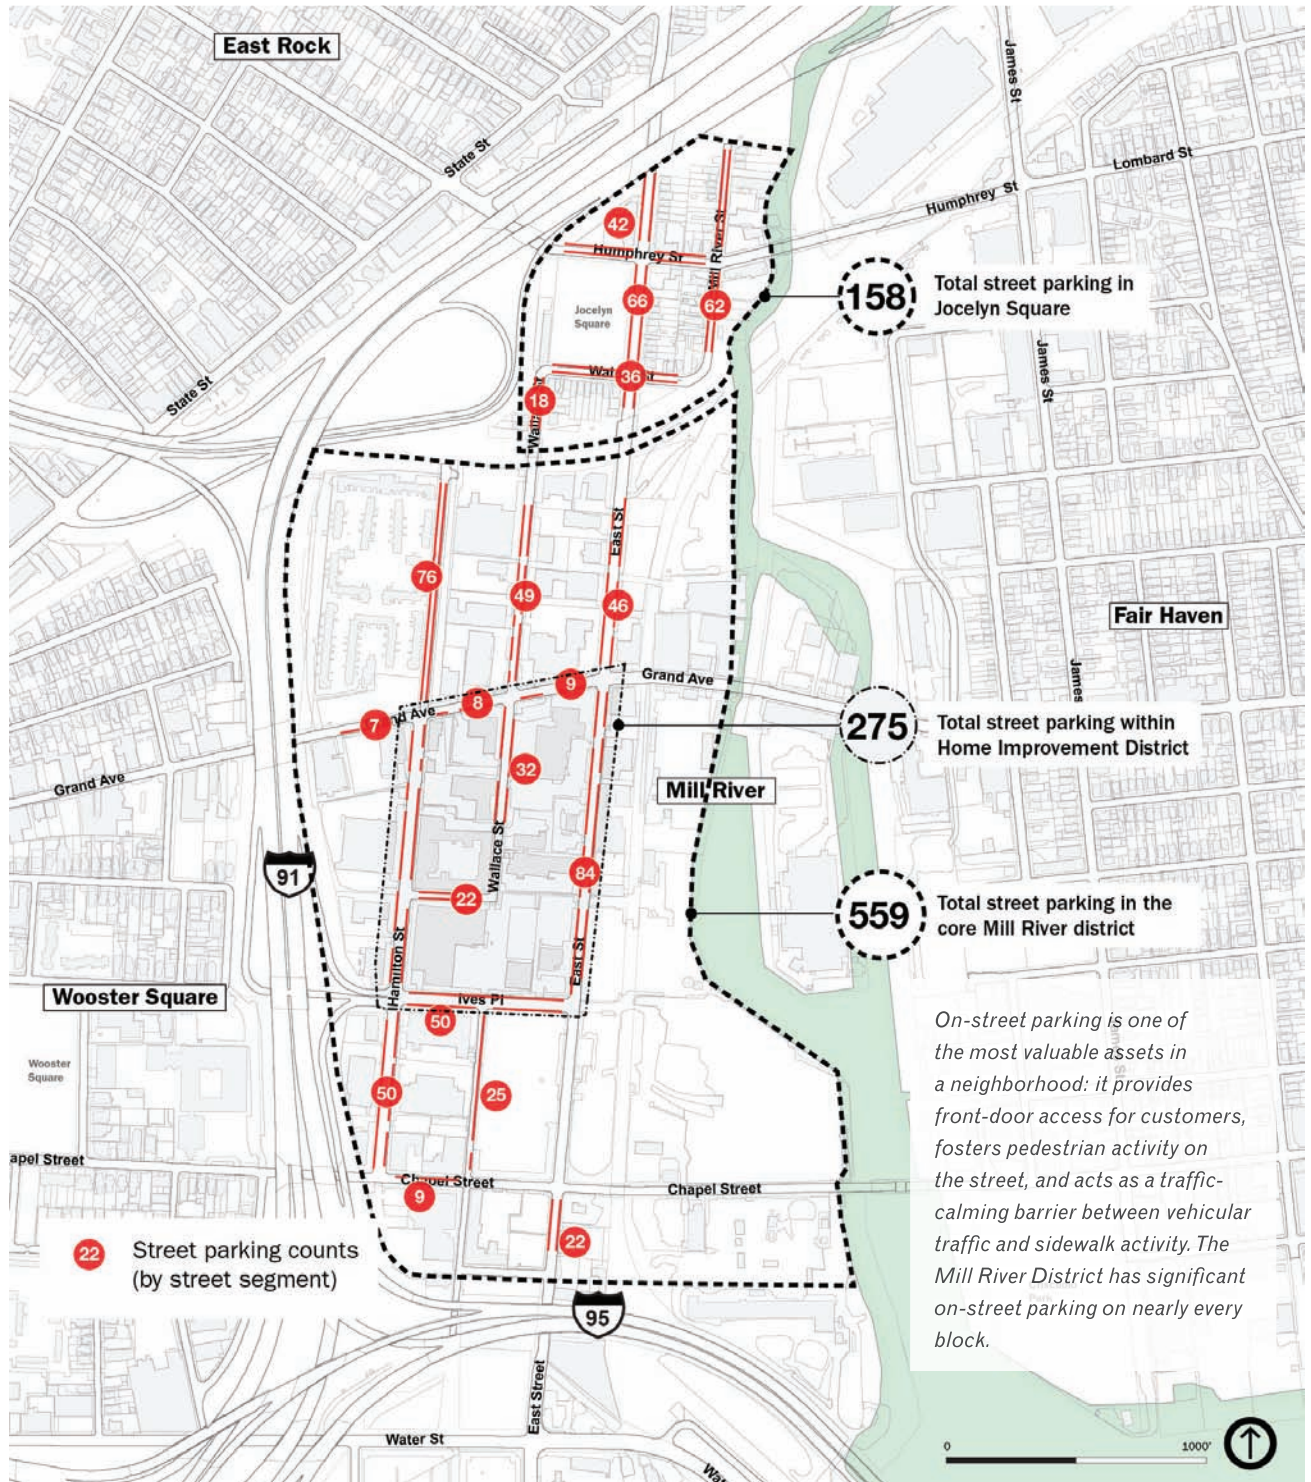 East Rock
James St
State St
Lombard St
Humphrey St
42
Humphrey St
Mill River St
158
Total street parking in
Jocelyn Square
66
62
Jocelyn
Square
James St
36
State St
18
East St
76
49
46
Fair Haven
James
9
Grand Ave
8
7
275
Total street parking within
Home Improvement District
32
Grand Ave
Mill River
Wallace St
91
84
22
559
Total street parking in the
core Mill River district
Hamilton St
East St
Wooster Square
Ives Pl
50
On-street parking is one of
the most valuable assets in
a neighborhood: it provides
front-door access for customers,
fosters pedestrian activity on
the street, and acts as a traffic-
calming barrier between vehicular
traffic and sidewalk activity. The
Mill River District has significant
on-street parking on nearly every
block.
Wooster
Square
50
25
apel Street
Chapel Street
Chapel Street
9
22
22
Street parking counts
(by street segment)
95
East Street
Water St
0
1000'